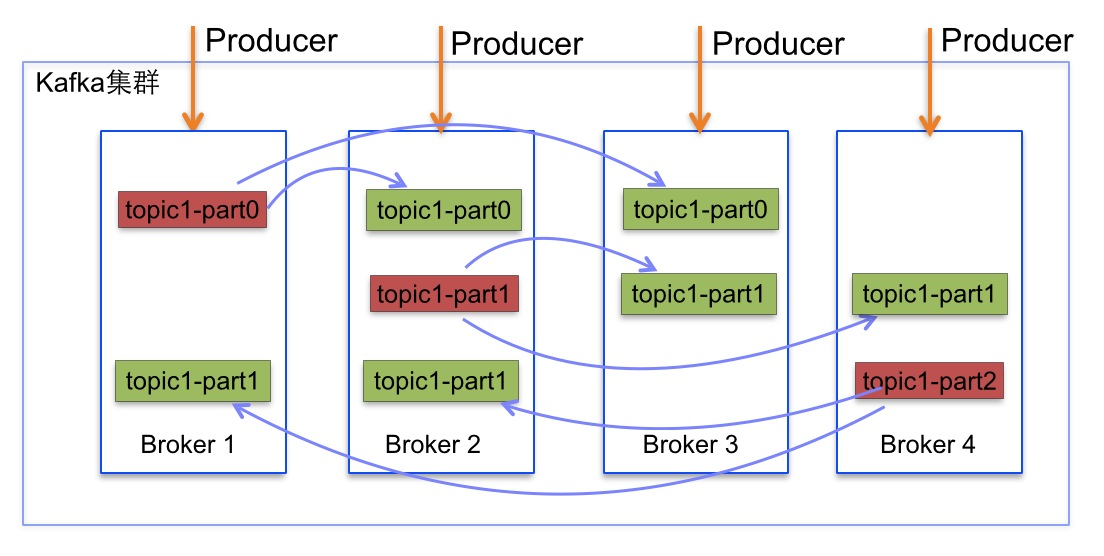 Producer
Producer
Producer
Producer
Kafka集群
topic1-part0
topic1-part0
topic1-part0
topic1-part1
topic1-part1
topic1-part1
topic1-part1
topic1-part1
topic1-part2
Broker 1
Broker 2
Broker 3
Broker 4